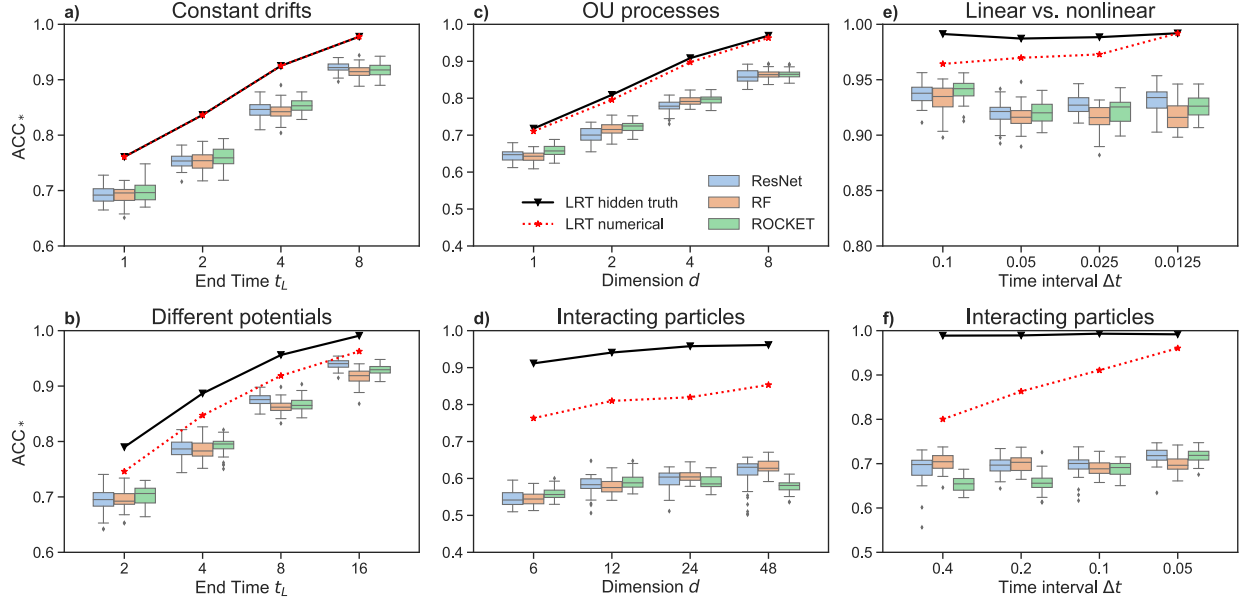 a) Constant drifts
ACC*
1.0
0.9
0.8
0.7
0.6
1 2 4 8
End Time t_L
c) OU processes
1.0
0.9
0.8
0.7
0.6
0.5
0.4
LRT hidden truth
LRT numerical
ResNet
RF
ROCKET
1 2 4 8
Dimension d
e) Linear vs. nonlinear
1.00
0.95
0.90
0.85
0.80
0.1 0.05 0.025 0.0125
Time interval Δt
b) Different potentials
ACC*
1.0
0.9
0.8
0.7
0.6
2 4 8 16
End Time t_L
d) Interacting particles
1.0
0.9
0.8
0.7
0.6
0.5
0.4
6 12 24 48
Dimension d
f) Interacting particles
1.0
0.9
0.8
0.7
0.6
0.5
0.4 0.2 0.1 0.05
Time interval Δt